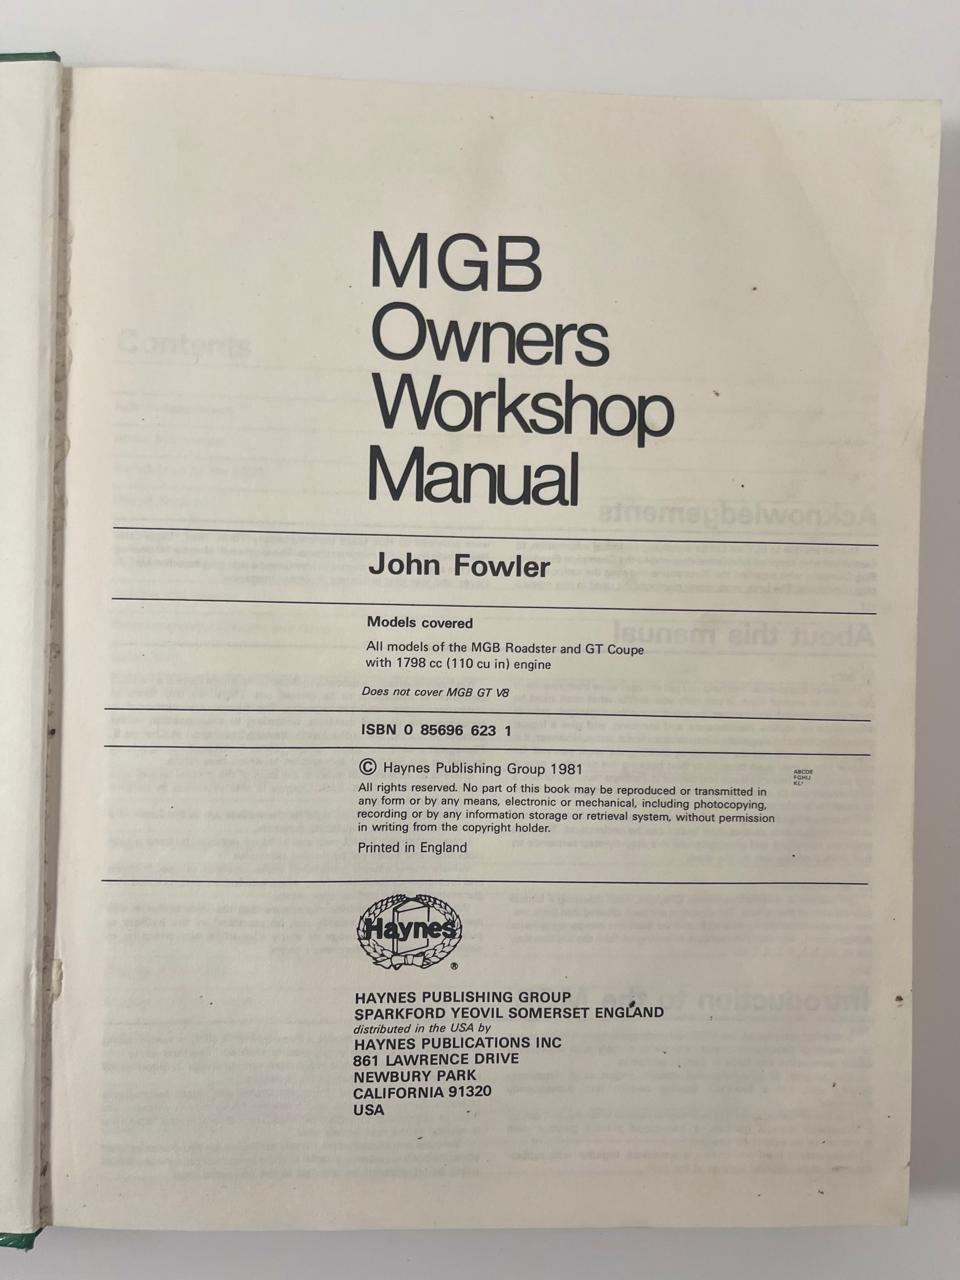 MGB
Owners
Workshop
Manual
John Fowler
Models covered
All models of the MGB Roadster and GT Coupe
with 1798 cc (110 cu in) engine
Does not cover MGB GT V8
ISBN 0 85696 623 1
© Haynes Publishing Group 1981
ABCDE
FGHIJ
KL
All rights reserved. No part of this book may be reproduced or transmitted in
any form or by any means, electronic or mechanical, including photocopying,
recording or by any information storage or retrieval system, without permission
in writing from the copyright holder.
Printed in England
Haynes
®
HAYNES PUBLISHING GROUP
SPARKFORD YEOVIL SOMERSET ENGLAND
distributed in the USA by
HAYNES PUBLICATIONS INC
861 LAWRENCE DRIVE
NEWBURY PARK
CALIFORNIA 91320
USA